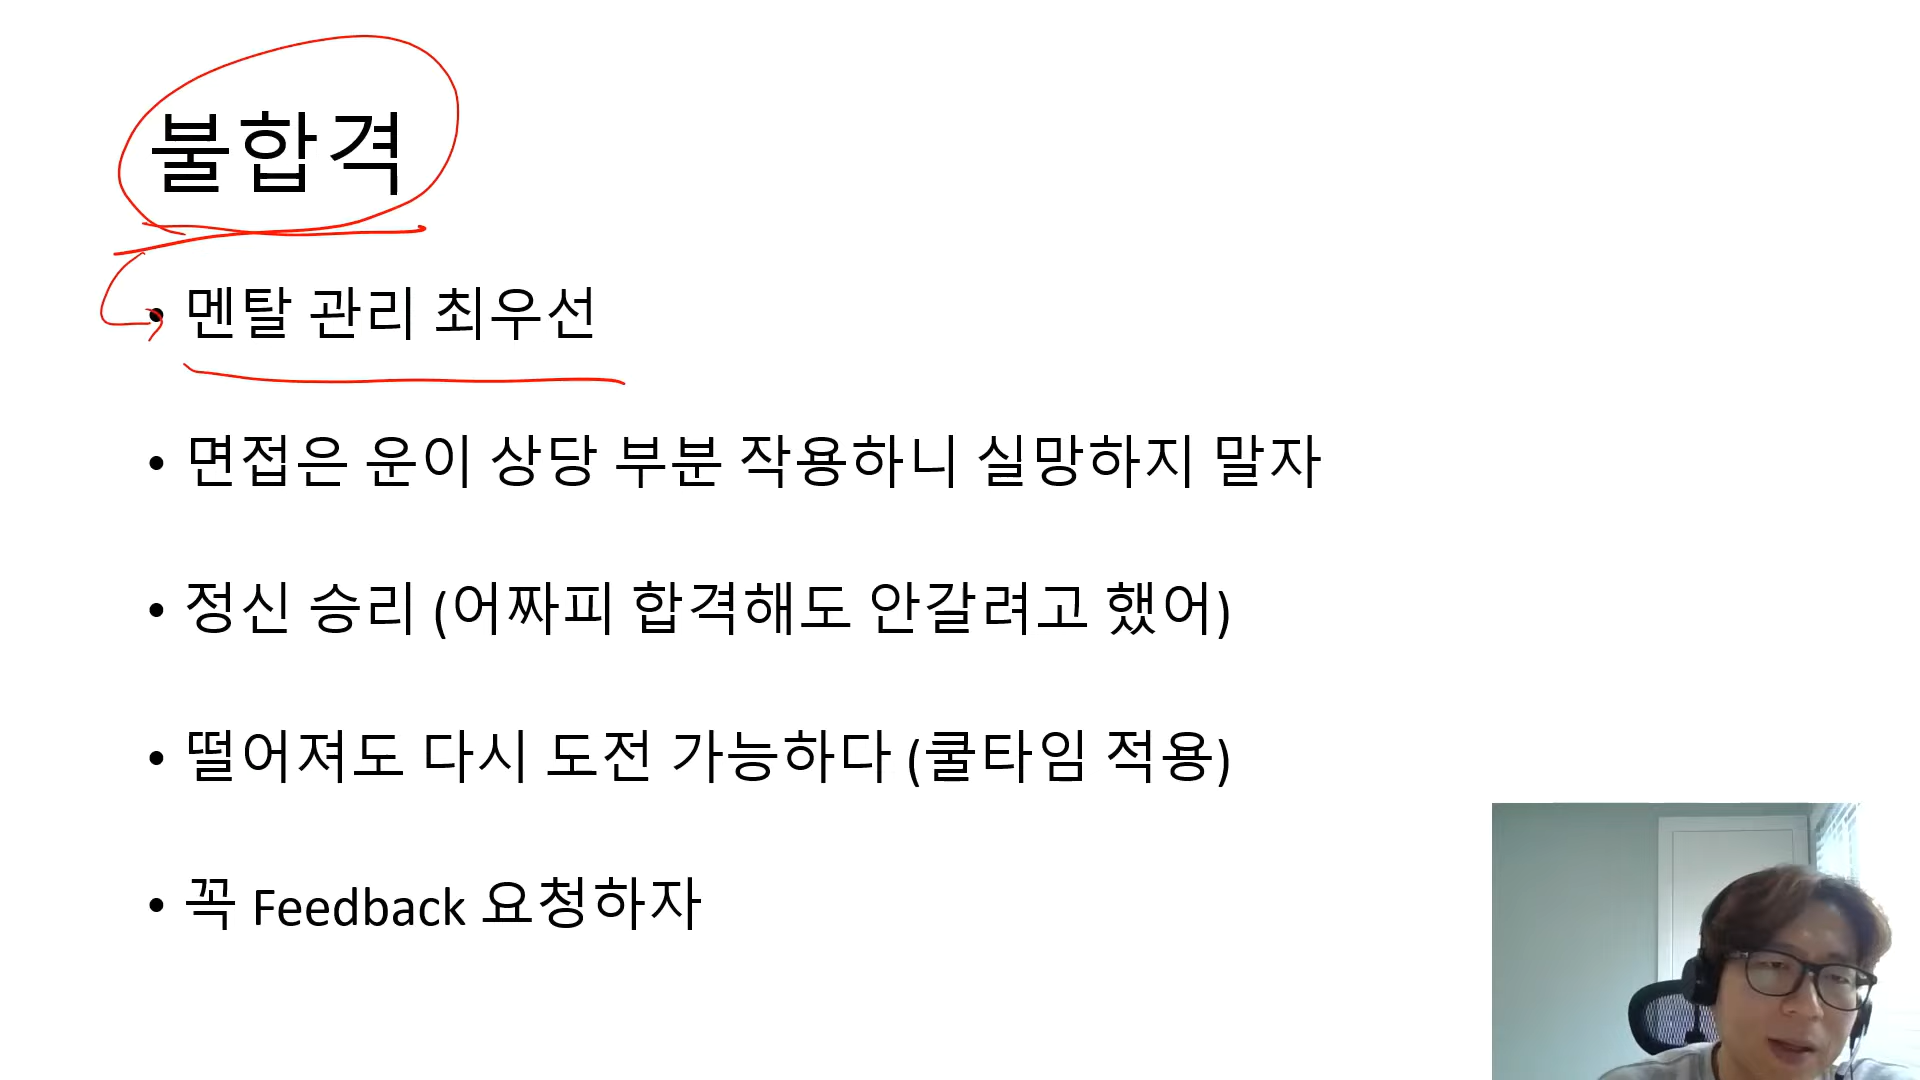 불합격
• 멘탈 관리 최우선
• 면접은 운이 상당 부분 작용하니 실망하지 말자
• 정신 승리 (어짜피 합격해도 안갈려고 했어)
• 떨어져도 다시 도전 가능하다 (쿨타임 적용)
• 꼭 Feedback 요청하자